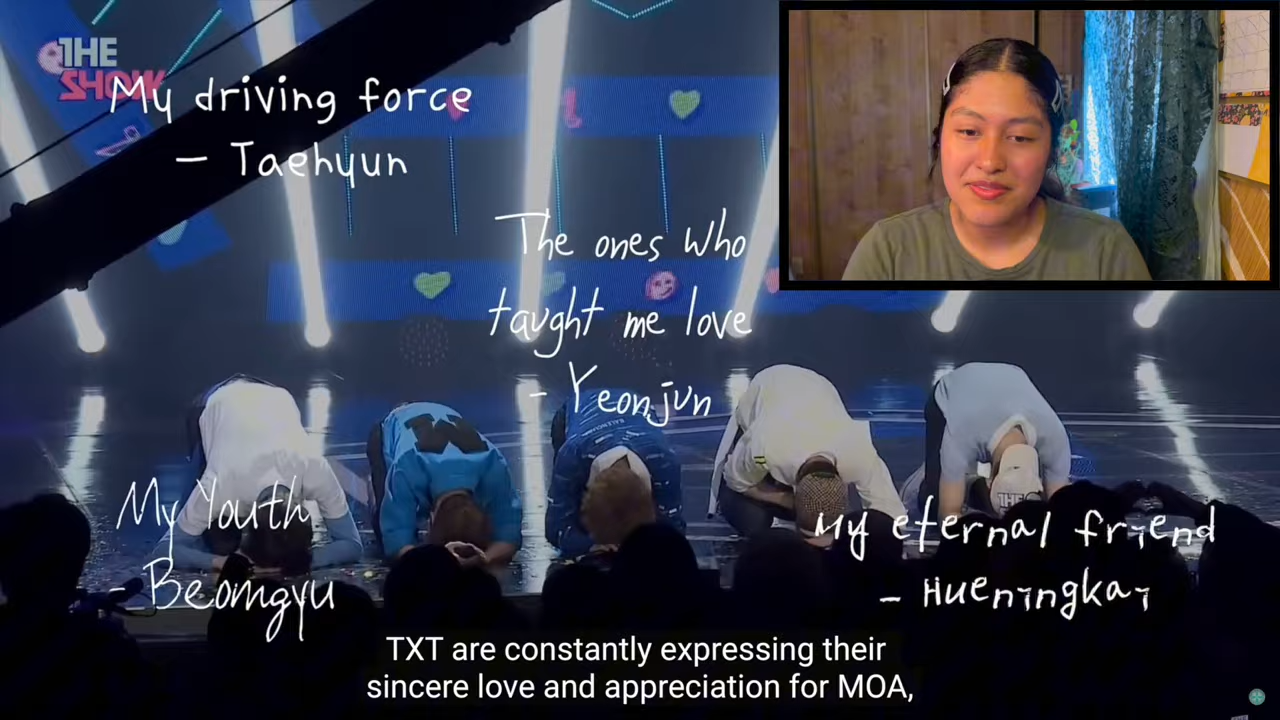 THE
SHOW
My driving force
– Taehyun
The ones who
taught me love
- Yeonjun
My Youth
- Beomgyu
My eternal friend
- Hueningkai
TXT are constantly expressing their
sincere love and appreciation for MOA,